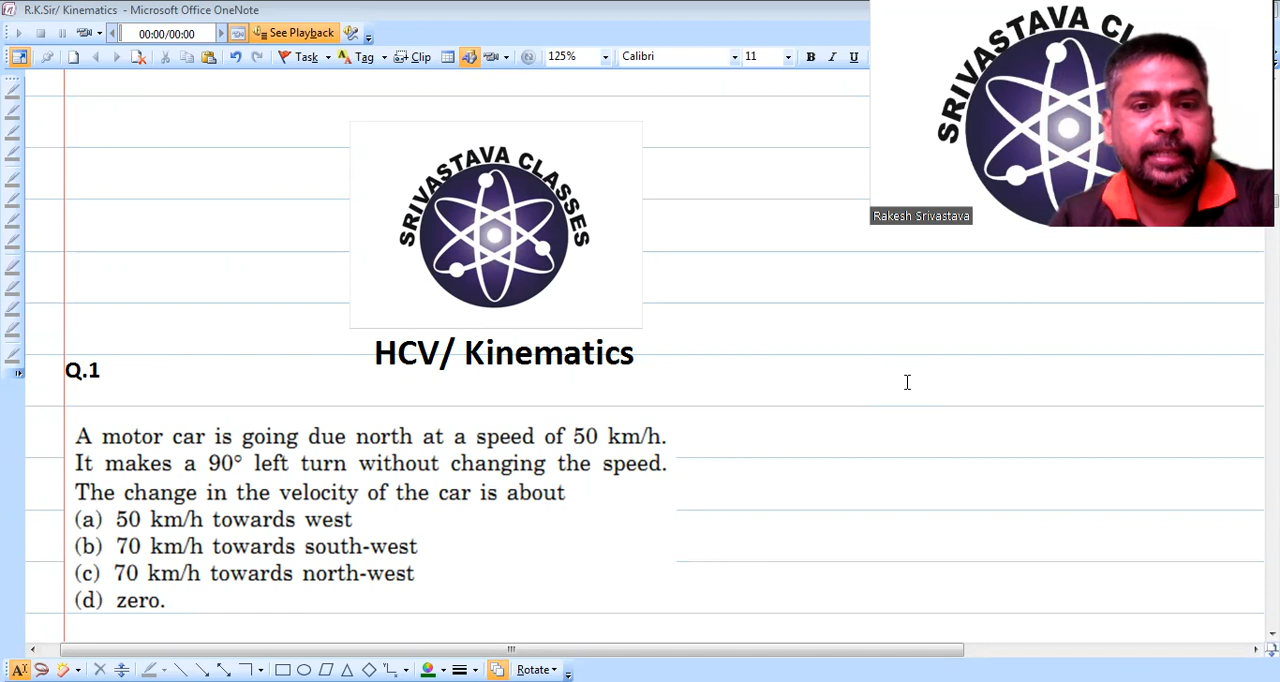 R.K.Sir/ Kinematics - Microsoft Office OneNote
00:00/00:00 See Playback
Task Tag Clip 125% Calibri 11 B I U
SRIVASTAVA CL
Rakesh Srivastava
SRIVASTAVA CLASSES
HCV/ Kinematics
Q.1
A motor car is going due north at a speed of 50 km/h.
It makes a 90° left turn without changing the speed.
The change in the velocity of the car is about
(a) 50 km/h towards west
(b) 70 km/h towards south-west
(c) 70 km/h towards north-west
(d) zero.
Rotate